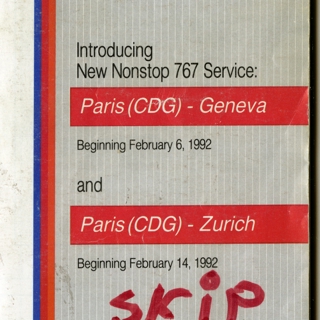 Introducing
New Nonstop 767 Service:
Paris (CDG) - Geneva
Beginning February 6, 1992
and
Paris (CDG) - Zurich
Beginning February 14, 1992
SKiP